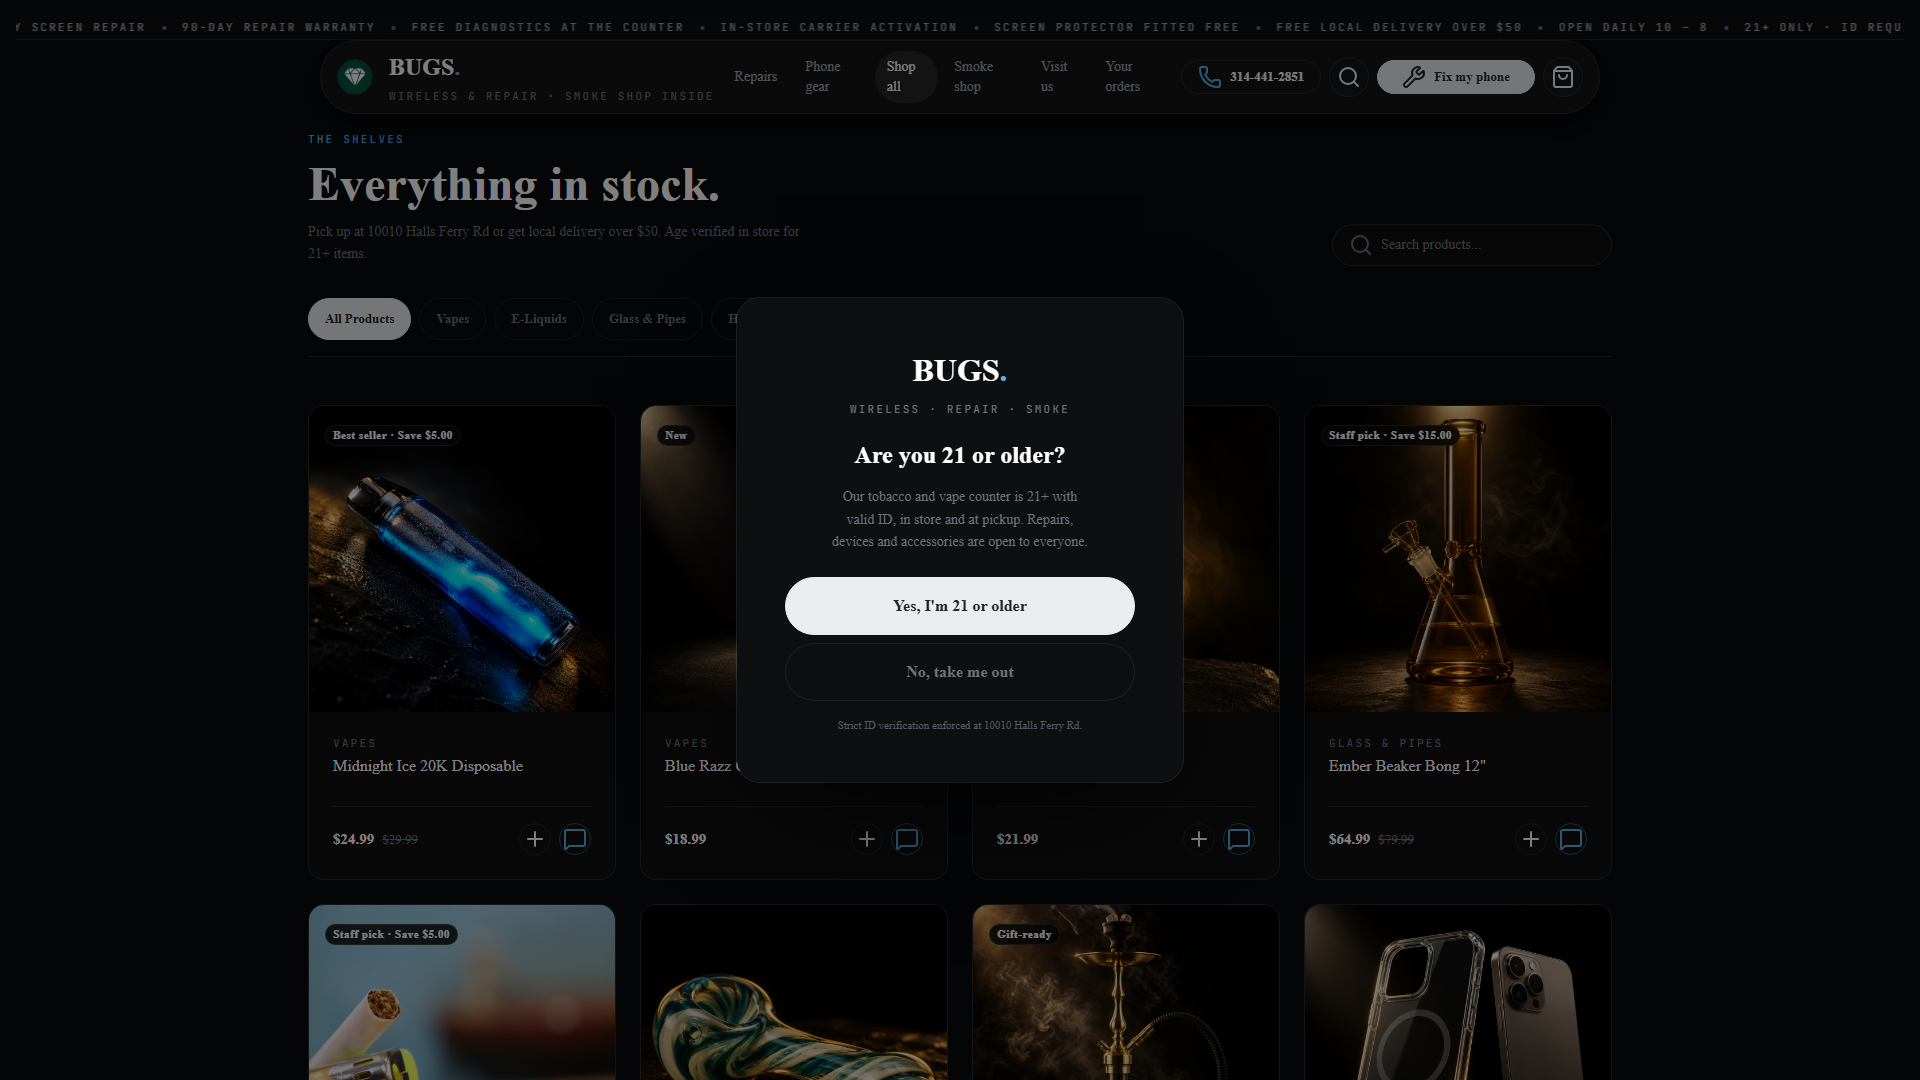 Y SCREEN REPAIR • 90-DAY REPAIR WARRANTY • FREE DIAGNOSTICS AT THE COUNTER • IN-STORE CARRIER ACTIVATION • SCREEN PROTECTOR FITTED FREE • FREE LOCAL DELIVERY OVER $50 • OPEN DAILY 10 – 8 • 21+ ONLY · ID REQU
BUGS.
WIRELESS & REPAIR • SMOKE SHOP INSIDE
Repairs
Phone gear
Shop all
Smoke shop
Visit us
Your orders
314-441-2851
Fix my phone
THE SHELVES
Everything in stock.
Pick up at 10010 Halls Ferry Rd or get local delivery over $50. Age verified in store for
21+ items.
Search products...
All Products
Vapes
E-Liquids
Glass & Pipes
H
BUGS.
WIRELESS · REPAIR · SMOKE
Are you 21 or older?
Our tobacco and vape counter is 21+ with
valid ID, in store and at pickup. Repairs,
devices and accessories are open to everyone.
Yes, I'm 21 or older
No, take me out
Strict ID verification enforced at 10010 Halls Ferry Rd.
Best seller · Save $5.00
VAPES
Midnight Ice 20K Disposable
$24.99 $29.99
New
VAPES
Blue Razz
$18.99
$21.99
Staff pick · Save $15.00
GLASS & PIPES
Ember Beaker Bong 12"
$64.99 $79.99
Staff pick · Save $5.00
Gift-ready